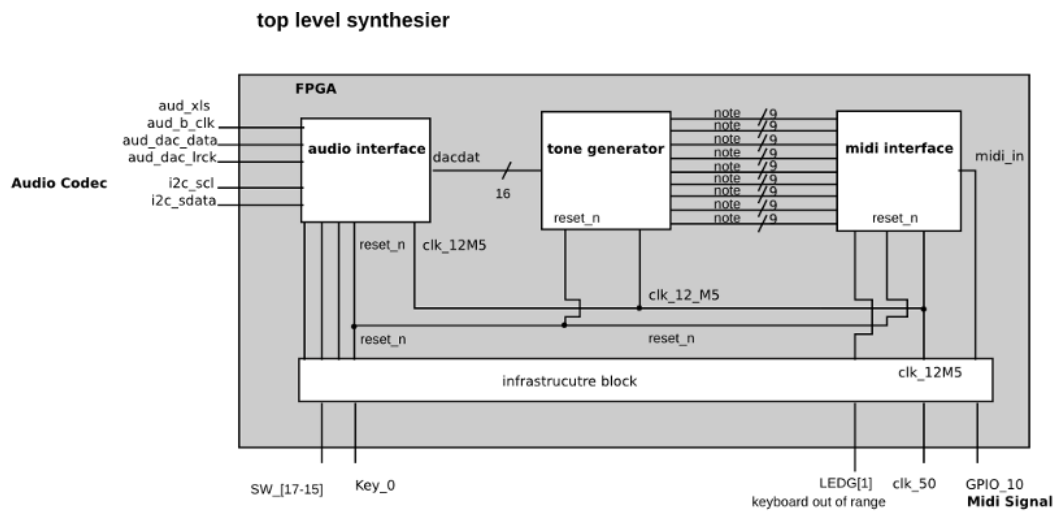 top level synthesier
FPGA
aud_xls
aud_b_clk
aud_dac_data
aud_dac_lrck
Audio Codec
i2c_scl
i2c_sdata
audio interface
dacdat
16
tone generator
reset_n
note 9
note 9
note 9
note 9
note 9
note 9
note 9
note 9
note 9
midi interface
reset_n
midi_in
reset_n
clk_12M5
clk_12_M5
reset_n
reset_n
clk_12M5
infrastrucutre block
SW_[17-15]
Key_0
LEDG[1]
keyboard out of range
clk_50
GPIO_10
Midi Signal